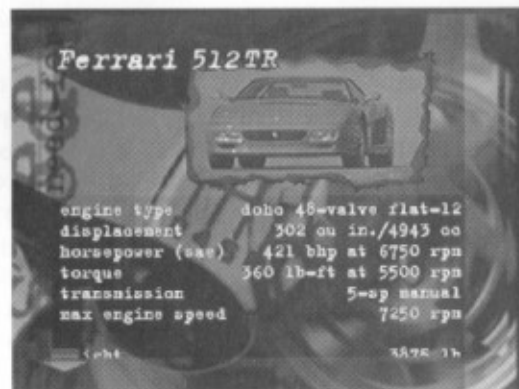 Ferrari 512TR
engine type dohc 48-valve flat-12
displacement 302 cu in./4943 cc
horsepower (sae) 421 bhp at 6750 rpm
torque 360 lb-ft at 5500 rpm
transmission 5-sp manual
max engine speed 7250 rpm
3875 lb